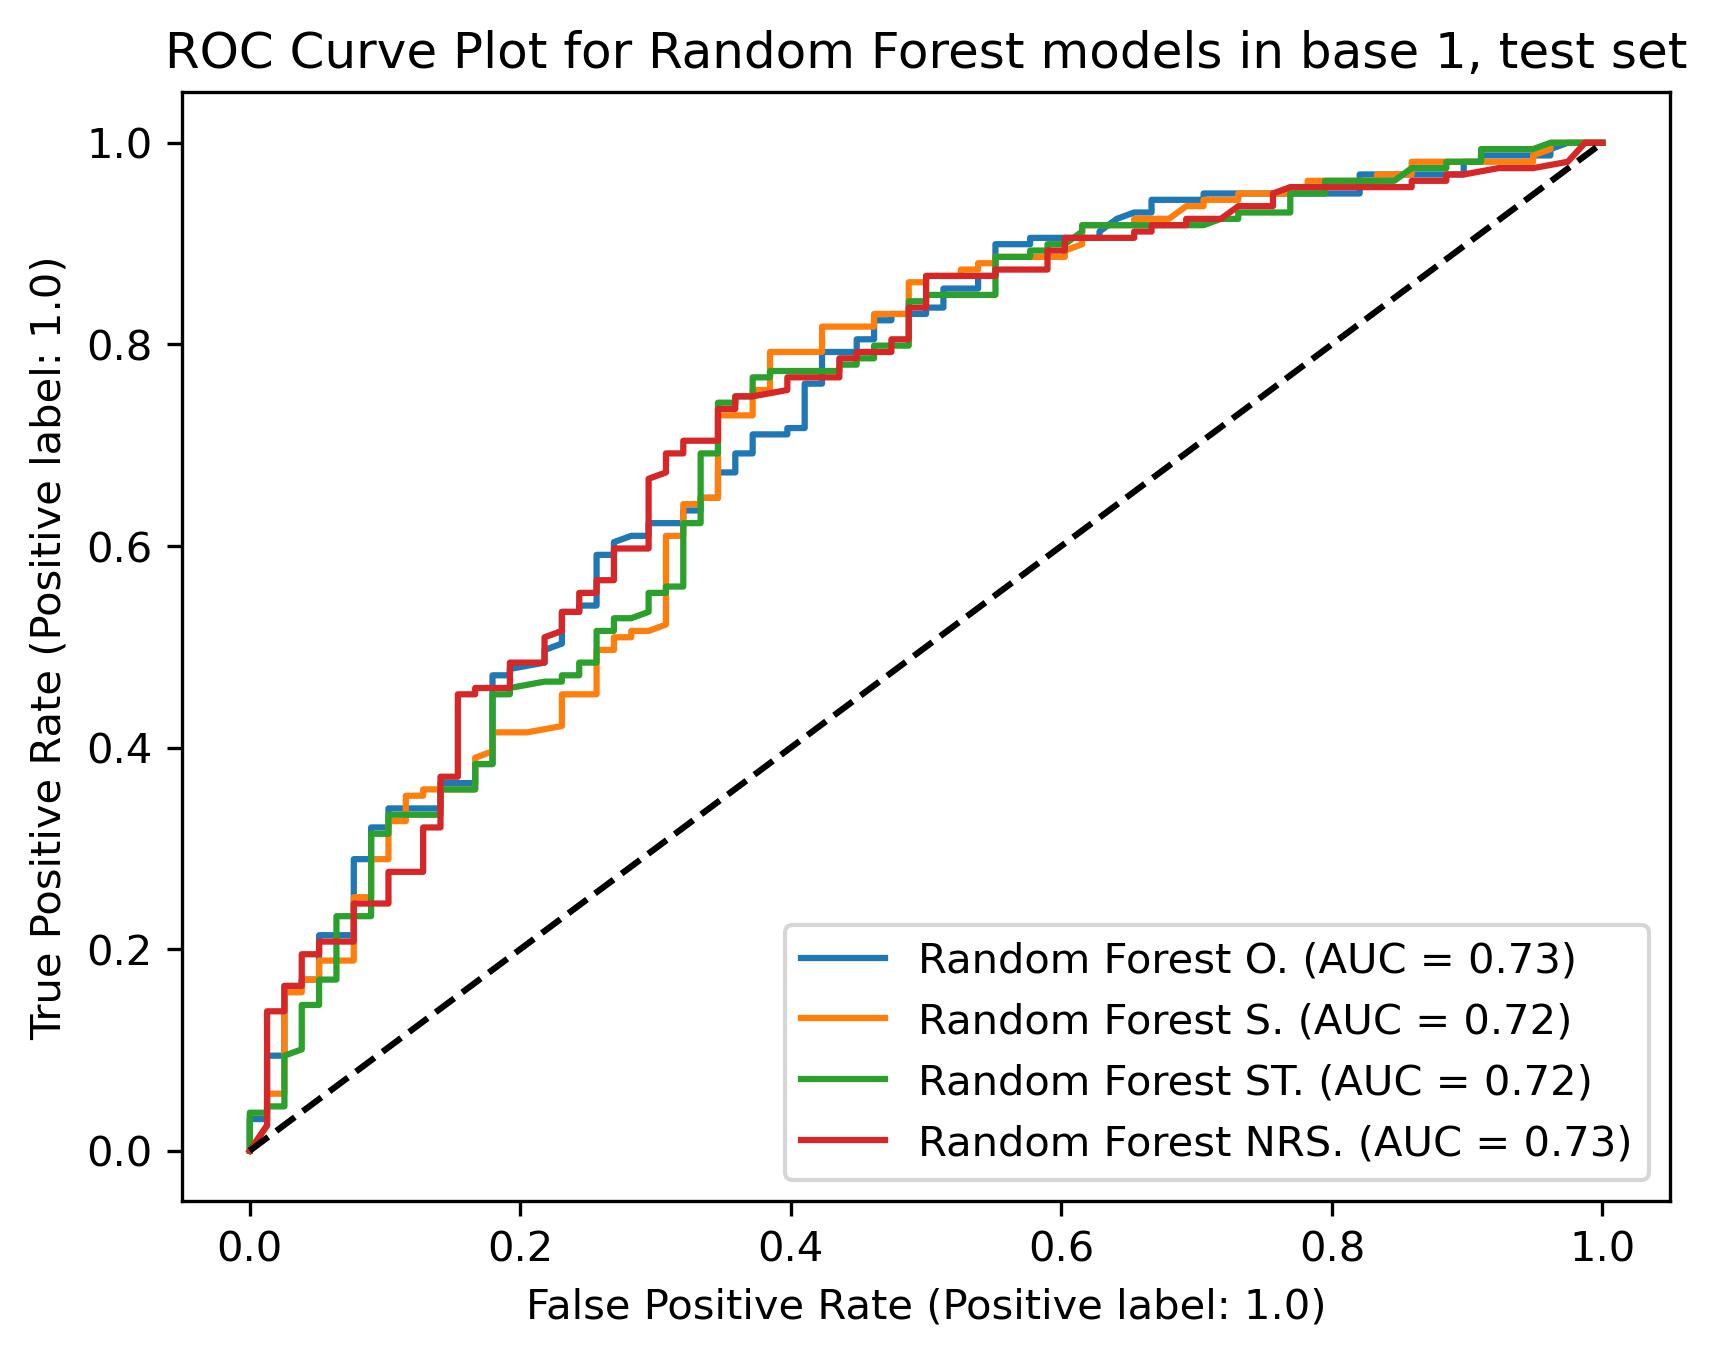 ROC Curve Plot for Random Forest models in base 1, test set
True Positive Rate (Positive label: 1.0)
1.0
0.8
0.6
0.4
0.2
0.0
Random Forest O. (AUC = 0.73)
Random Forest S. (AUC = 0.72)
Random Forest ST. (AUC = 0.72)
Random Forest NRS. (AUC = 0.73)
0.0 0.2 0.4 0.6 0.8 1.0
False Positive Rate (Positive label: 1.0)